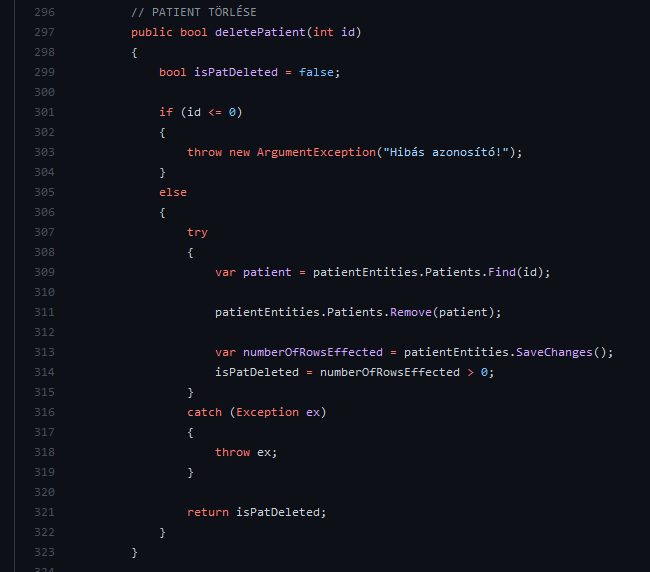 296 // PATIENT TÖRLÉSE
297 public bool deletePatient(int id)
298 {
299 bool isPatDeleted = false;
300
301 if (id <= 0)
302 {
303 throw new ArgumentException("Hibás azonosító!");
304 }
305 else
306 {
307 try
308 {
309 var patient = patientEntities.Patients.Find(id);
310
311 patientEntities.Patients.Remove(patient);
312
313 var numberOfRowsEffected = patientEntities.SaveChanges();
314 isPatDeleted = numberOfRowsEffected > 0;
315 }
316 catch (Exception ex)
317 {
318 throw ex;
319 }
320
321 return isPatDeleted;
322 }
323 }
324